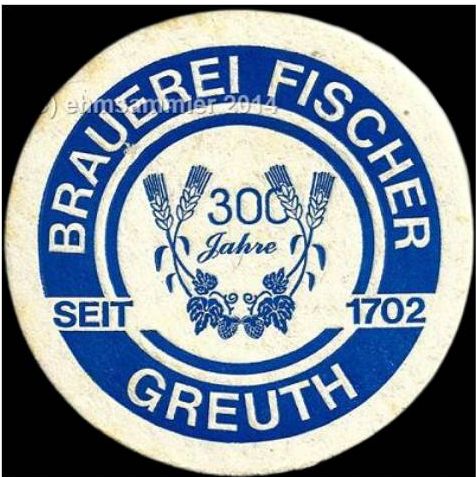 BRAUEREI FISCHER
© ehmsammler 2014
300
Jahre
SEIT 1702
GREUTH